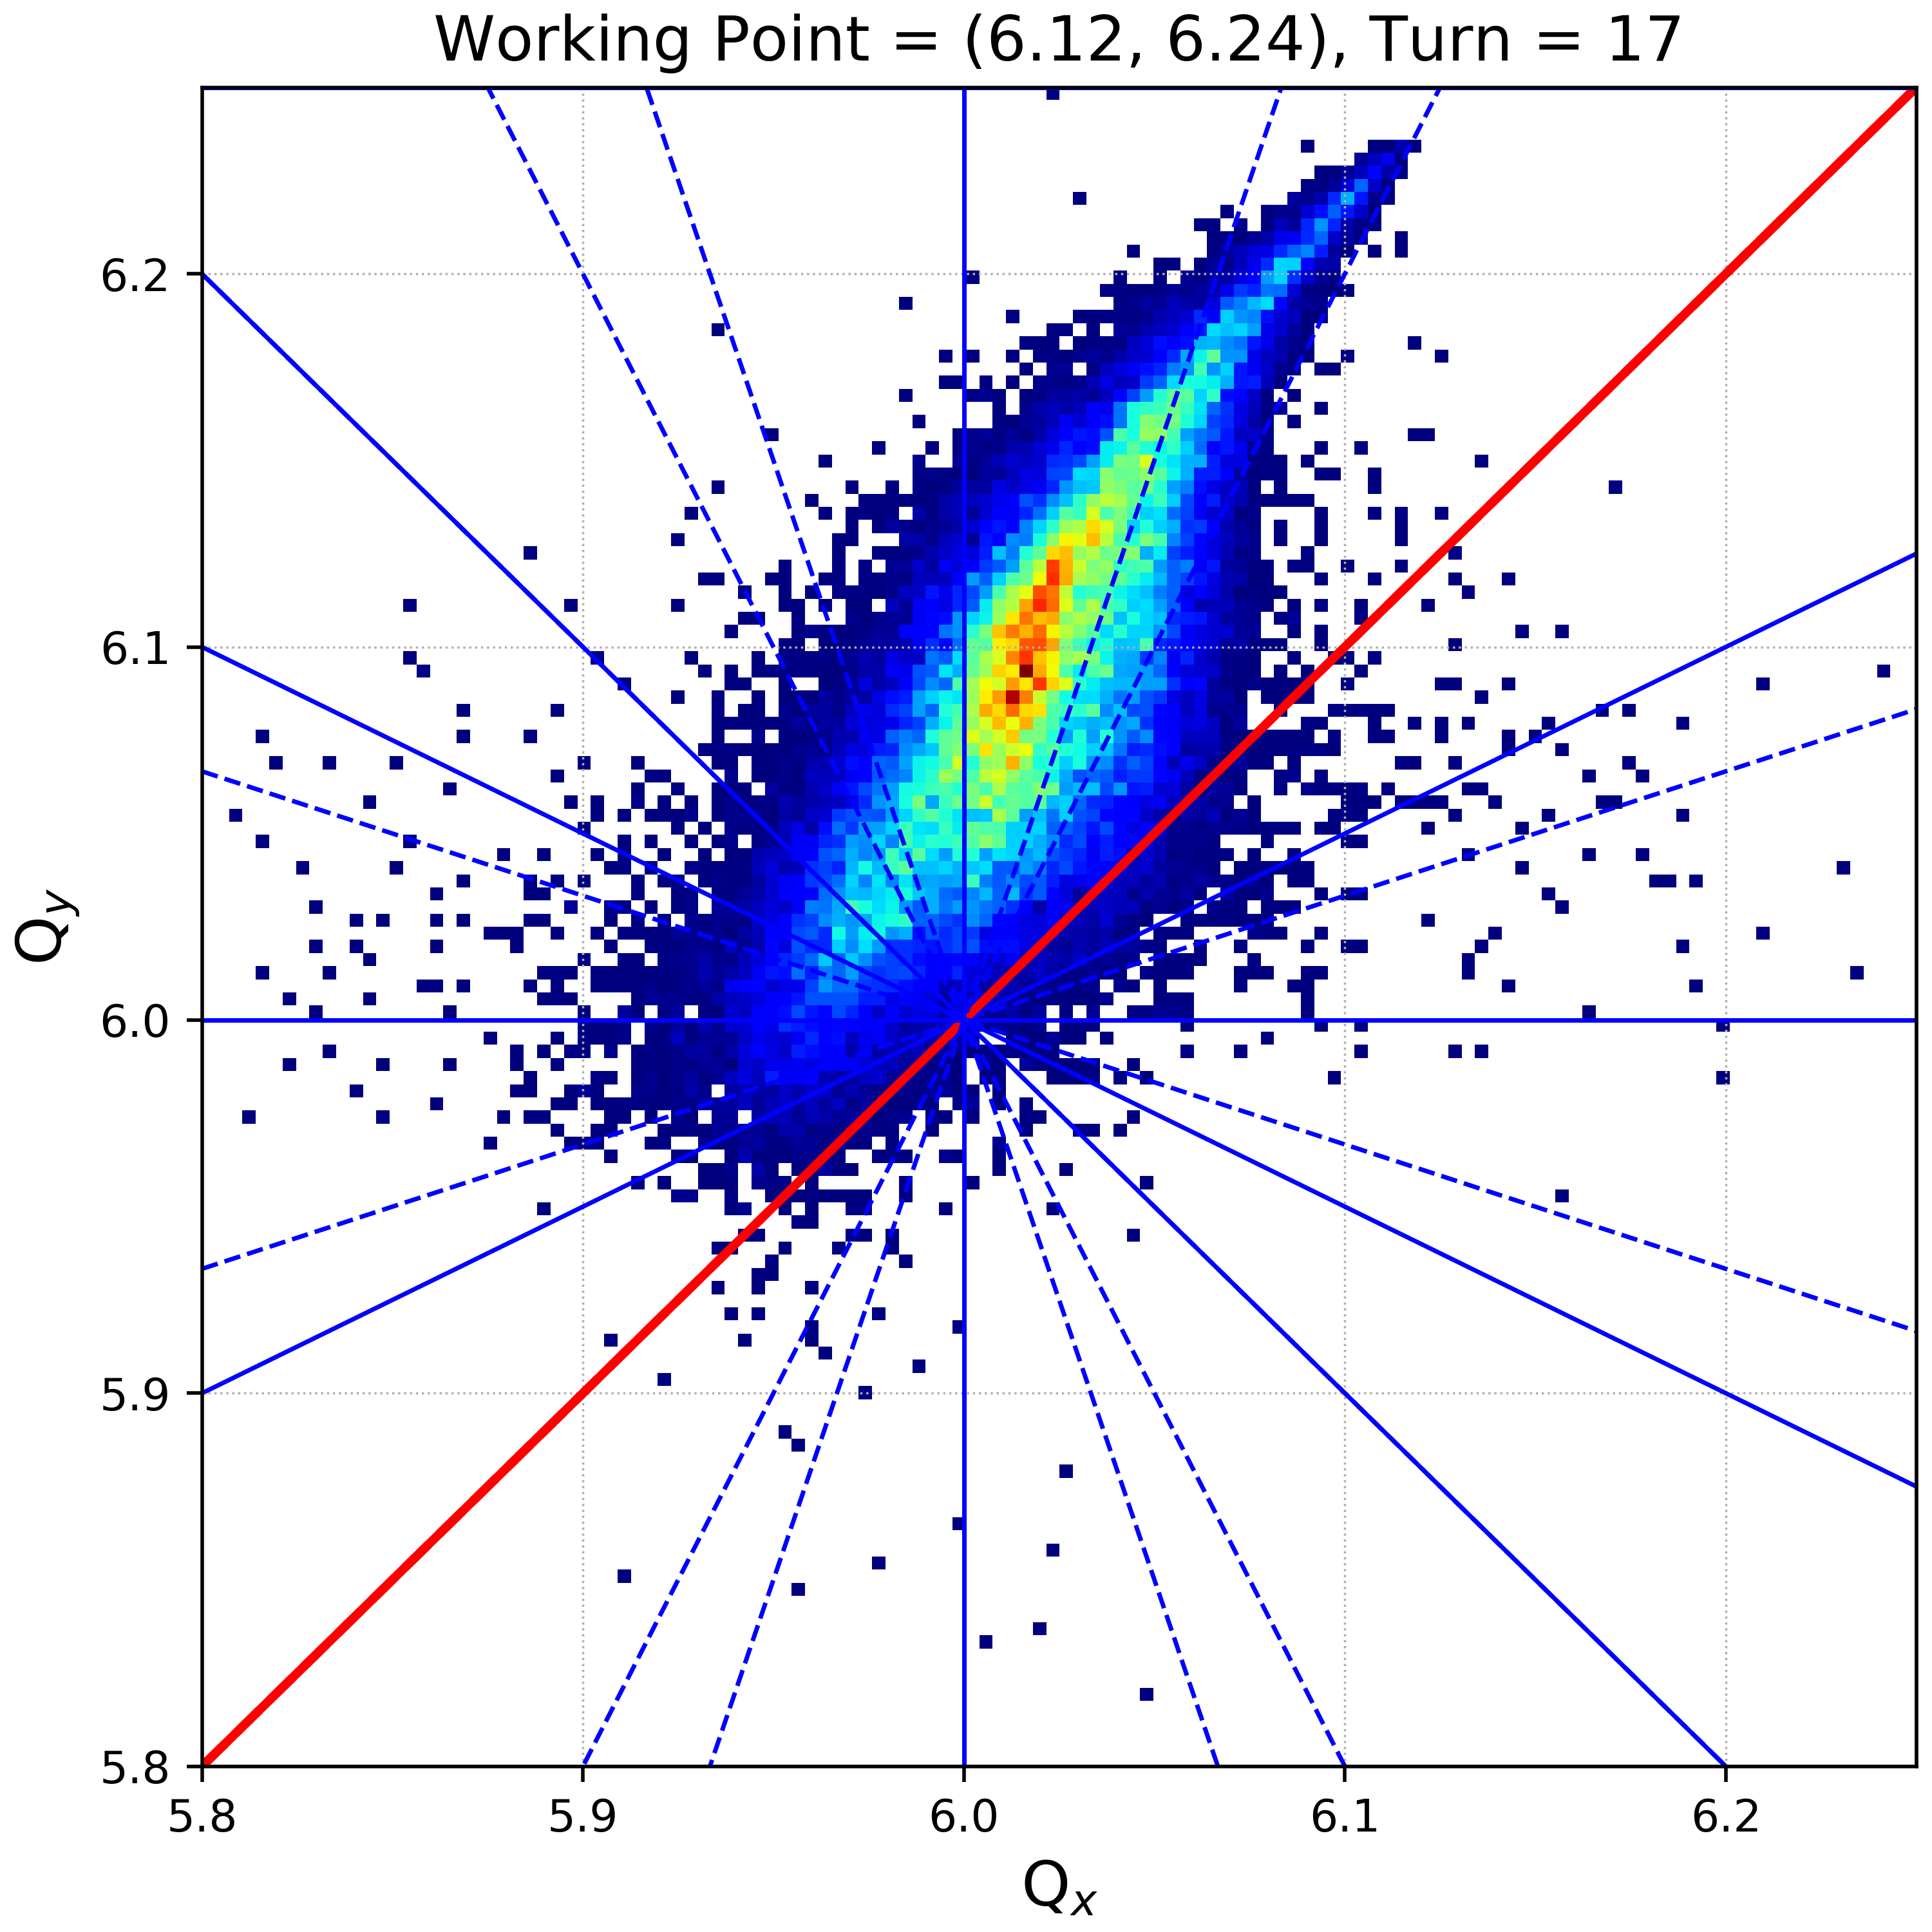 Working Point = (6.12, 6.24), Turn = 17
6.2
6.1
6.0
5.9
5.8
Qy
5.8 5.9 6.0 6.1 6.2
Qx